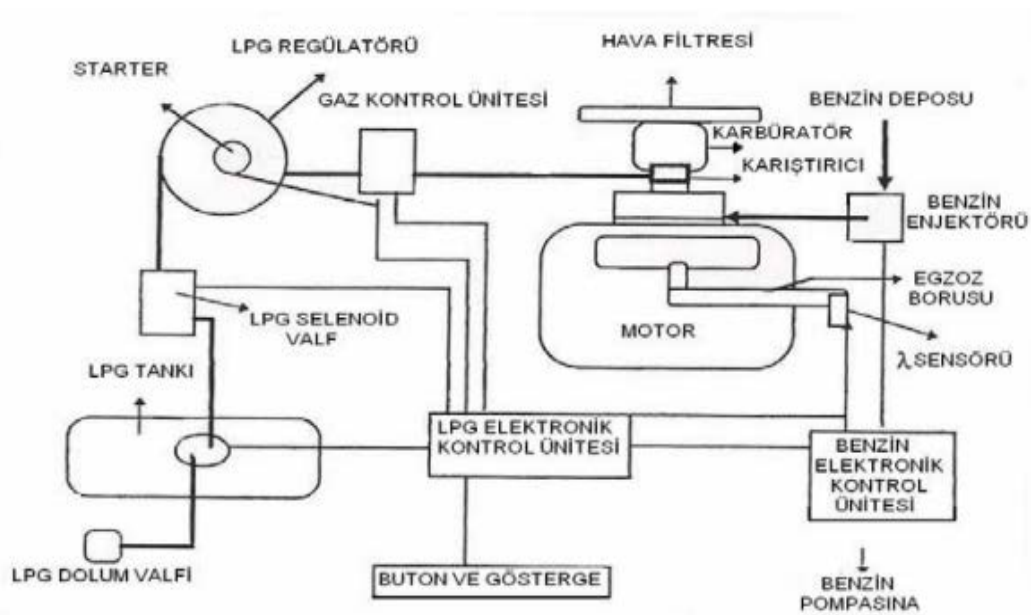 LPG REGÜLATÖRÜ
STARTER
GAZ KONTROL ÜNİTESİ
HAVA FİLTRESİ
BENZİN DEPOSU
KARBÜRATÖR
KARIŞTIRICI
BENZİN
ENJEKTÖRÜ
EGZOZ
BORUSU
LPG SELENOİD
VALF
MOTOR
λ SENSÖRÜ
LPG TANKI
LPG ELEKTRONİK
KONTROL ÜNİTESİ
BENZİN
ELEKTRONİK
KONTROL
ÜNİTESİ
LPG DOLUM VALFİ
BUTON VE GÖSTERGE
BENZİN
POMPASINA